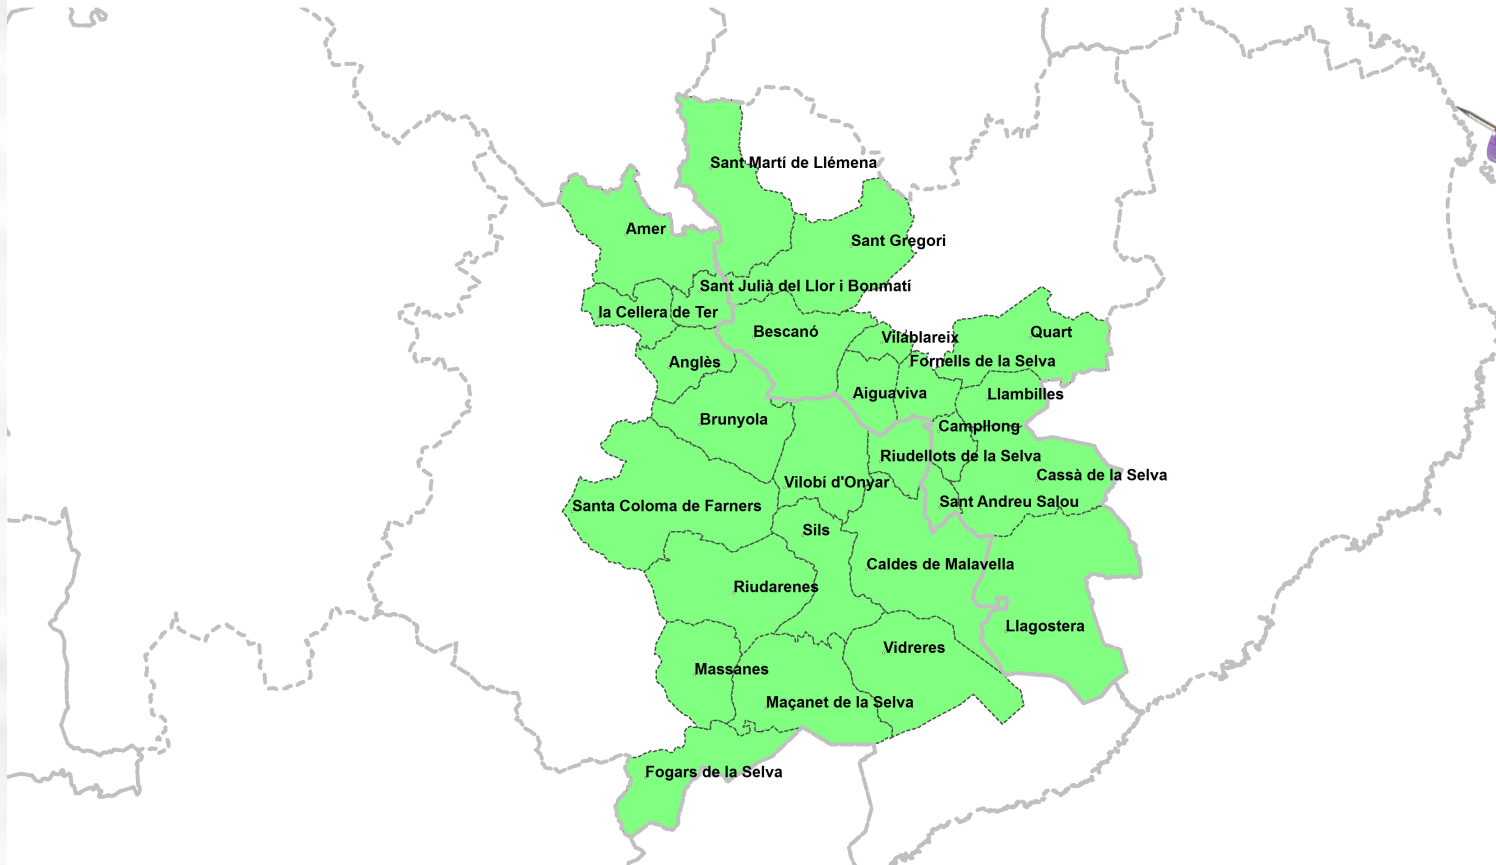 Sant Martí de Llémena
Amer
Sant Gregori
Sant Julià del Llor i Bonmatí
la Cellera de Ter
Bescanó
Quart
Vilablareix
Fornells de la Selva
Anglès
Aiguaviva
Llambilles
Brunyola
Campllong
Riudellots de la Selva
Cassà de la Selva
Vilobí d'Onyar
Sant Andreu Salou
Santa Coloma de Farners
Sils
Caldes de Malavella
Riudarenes
Llagostera
Vidreres
Massanes
Maçanet de la Selva
Fogars de la Selva